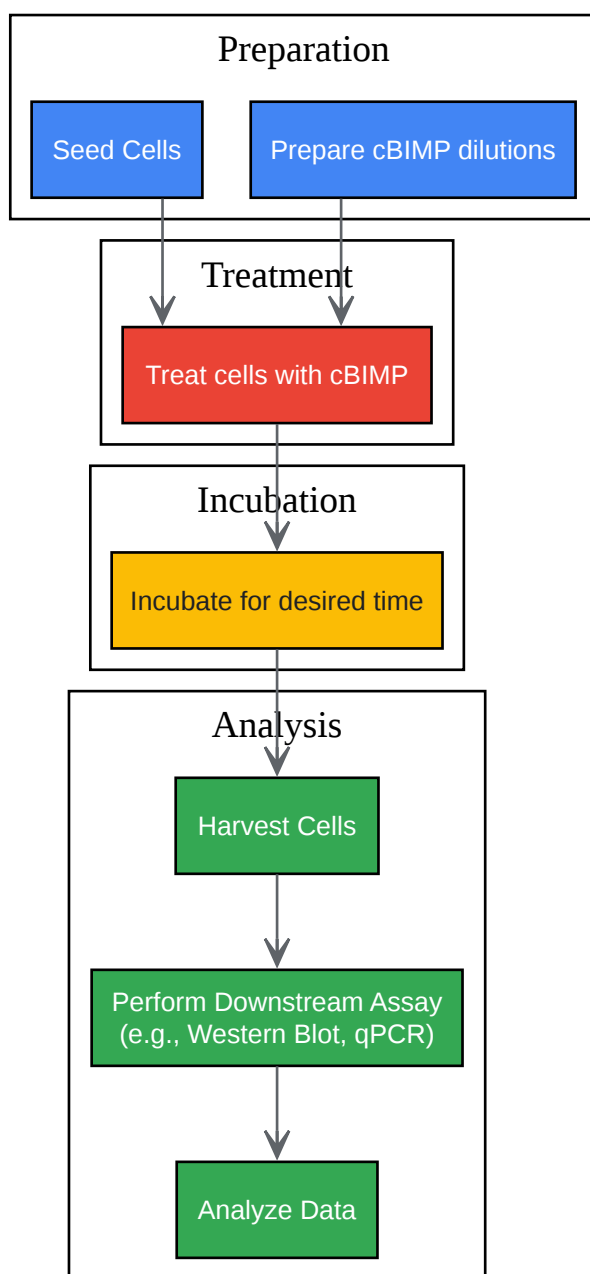 Preparation
Seed Cells
Prepare cBIMP dilutions
Treatment
Treat cells with cBIMP
Incubation
Incubate for desired time
Analysis
Harvest Cells
Perform Downstream Assay
(e.g., Western Blot, qPCR)
Analyze Data